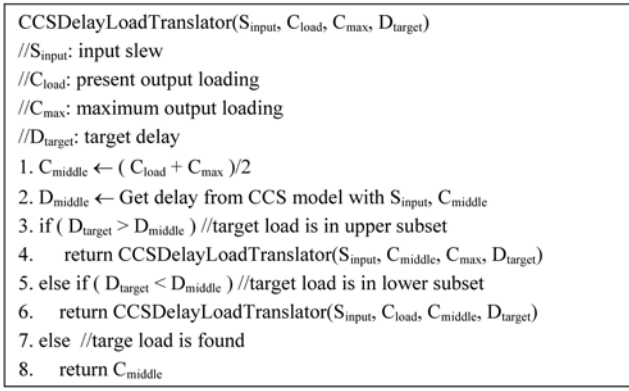 CCSDelayLoadTranslator(Sinput, Cload, Cmax, Dtarget)
//Sinput: input slew
//Cload: present output loading
//Cmax: maximum output loading
//Dtarget: target delay
1. Cmiddle ← ( Cload + Cmax )/2
2. Dmiddle ← Get delay from CCS model with Sinput, Cmiddle
3. if ( Dtarget > Dmiddle ) //target load is in upper subset
4. return CCSDelayLoadTranslator(Sinput, Cmiddle, Cmax, Dtarget)
5. else if ( Dtarget < Dmiddle ) //target load is in lower subset
6. return CCSDelayLoadTranslator(Sinput, Cload, Cmiddle, Dtarget)
7. else //targe load is found
8. return Cmiddle